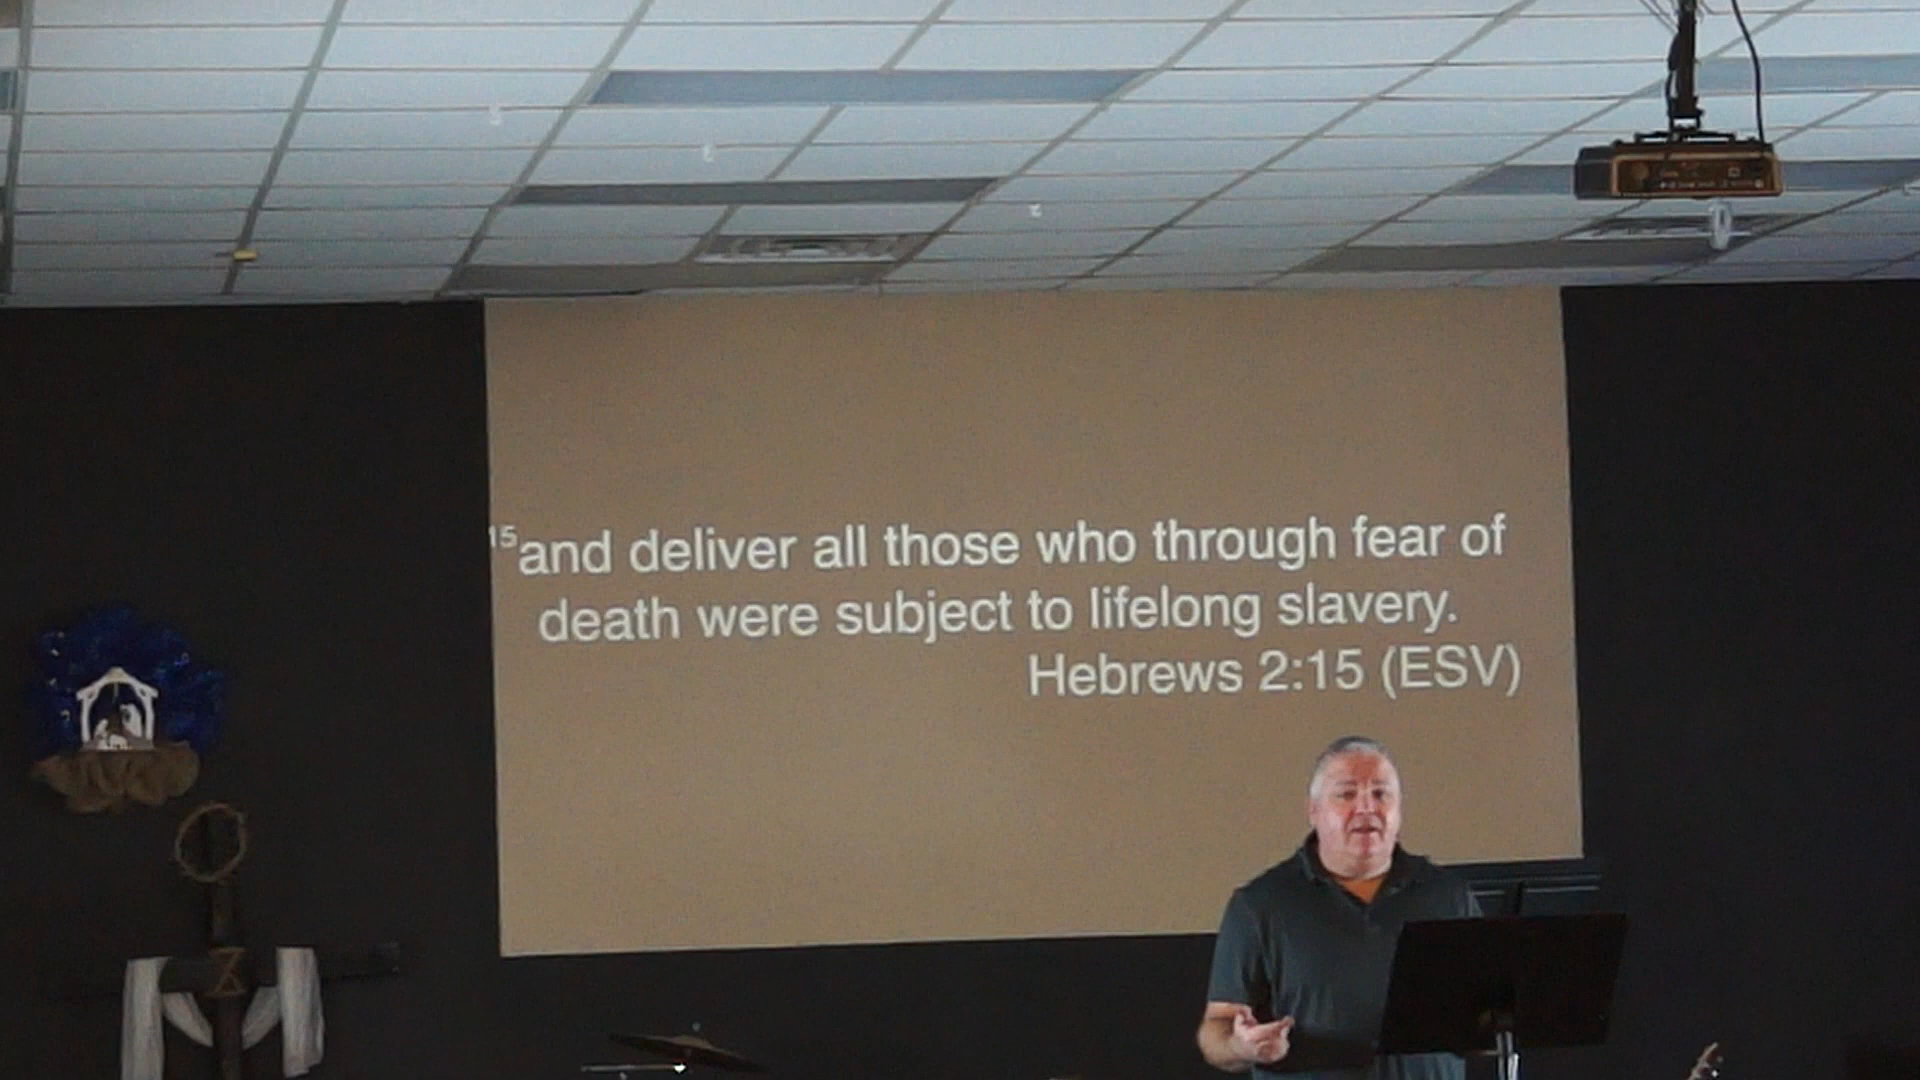 ¹⁵and deliver all those who through fear of
death were subject to lifelong slavery.
Hebrews 2:15 (ESV)